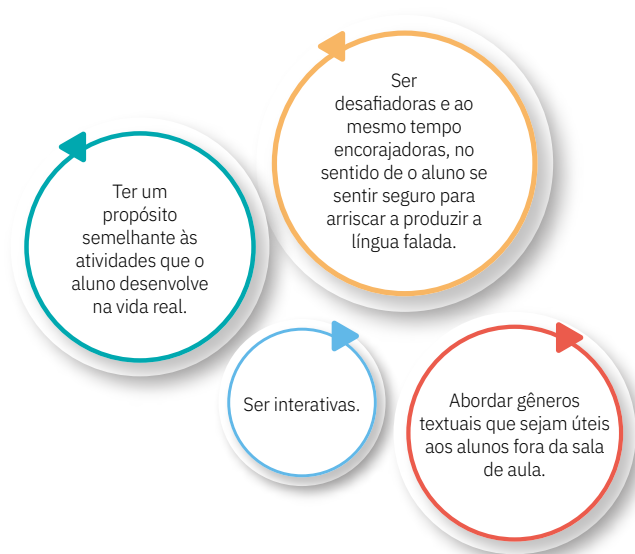 Ser
desafiadoras e ao
mesmo tempo
encorajadoras, no
sentido de o aluno se
sentir seguro para
arriscar a produzir a
língua falada.
Ter um
propósito
semelhante às
atividades que o
aluno desenvolve
na vida real.
Ser interativas.
Abordar gêneros
textuais que sejam úteis
aos alunos fora da sala
de aula.